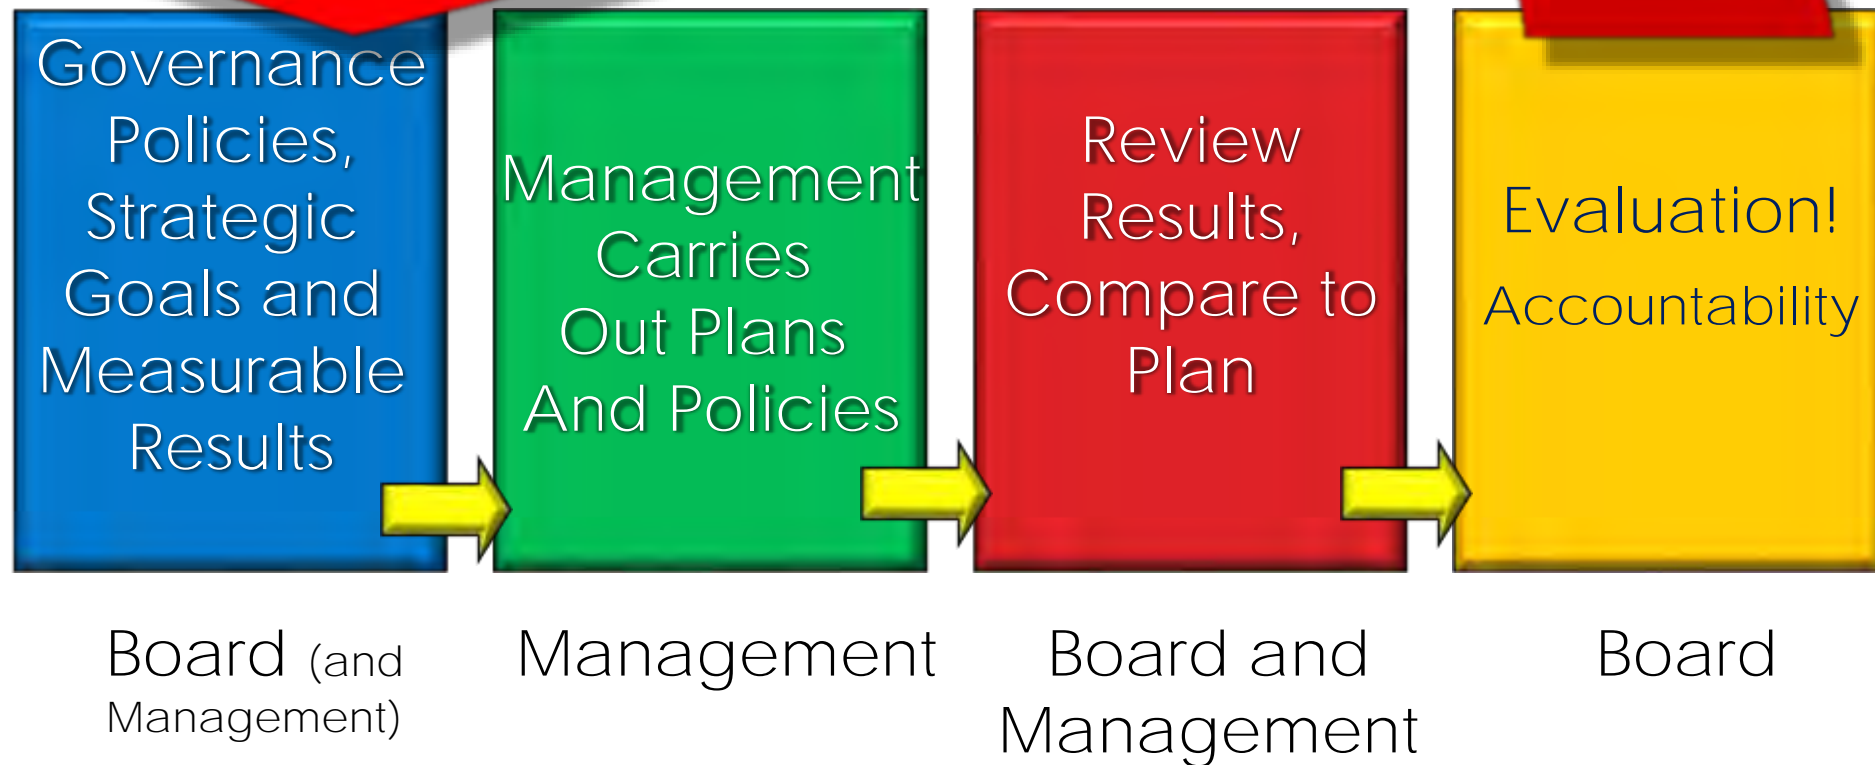 Governance
Policies,
Strategic
Goals and
Measurable
Results
Management
Carries
Out Plans
And Policies
Review
Results,
Compare to
Plan
Evaluation!
Accountability
Board (and
Management)
Management
Board and
Management
Board